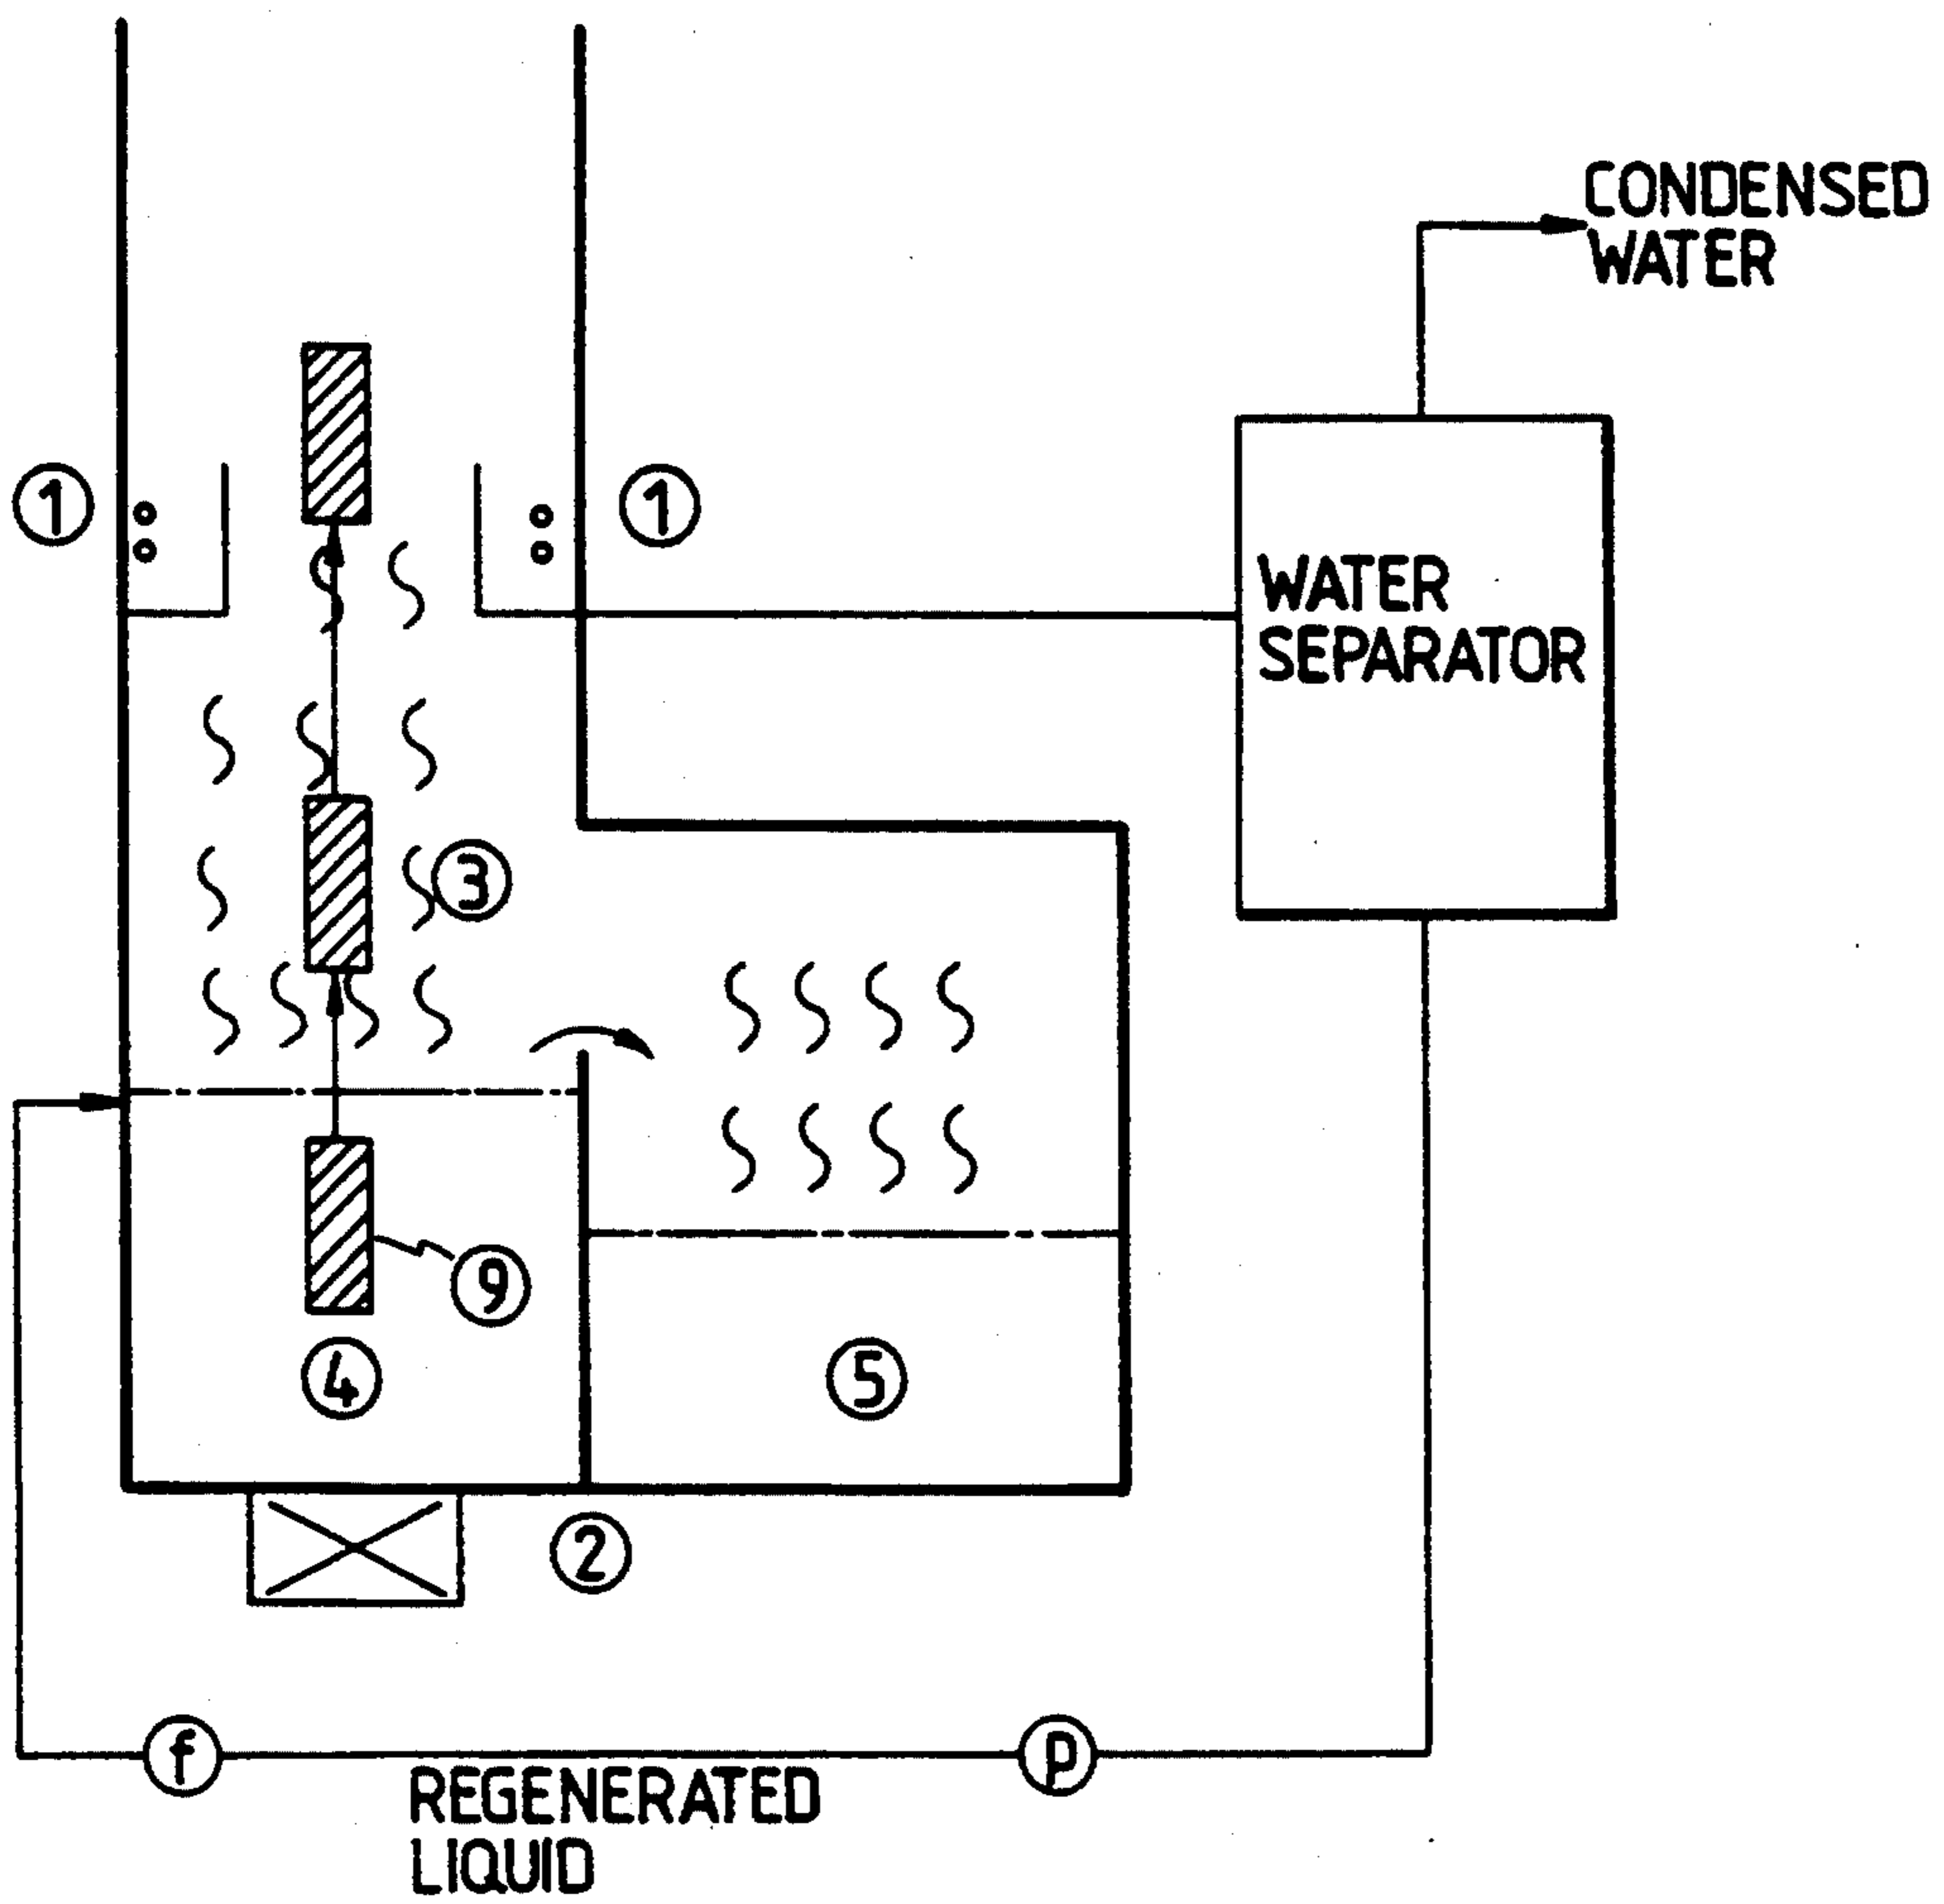 CONDENSED
WATER
1
1
WATER
SEPARATOR
3
9
4
5
2
f
P
REGENERATED
LIQUID